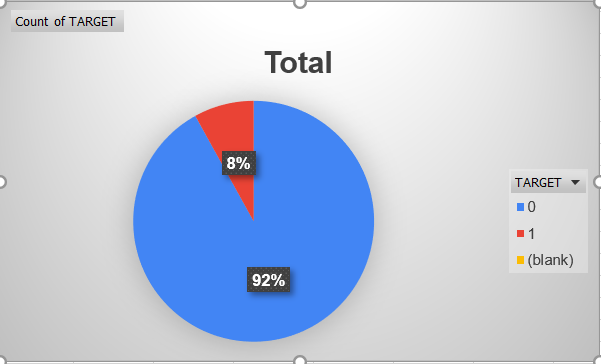 Count of TARGET
Total
8%
92%
TARGET
0
1
(blank)